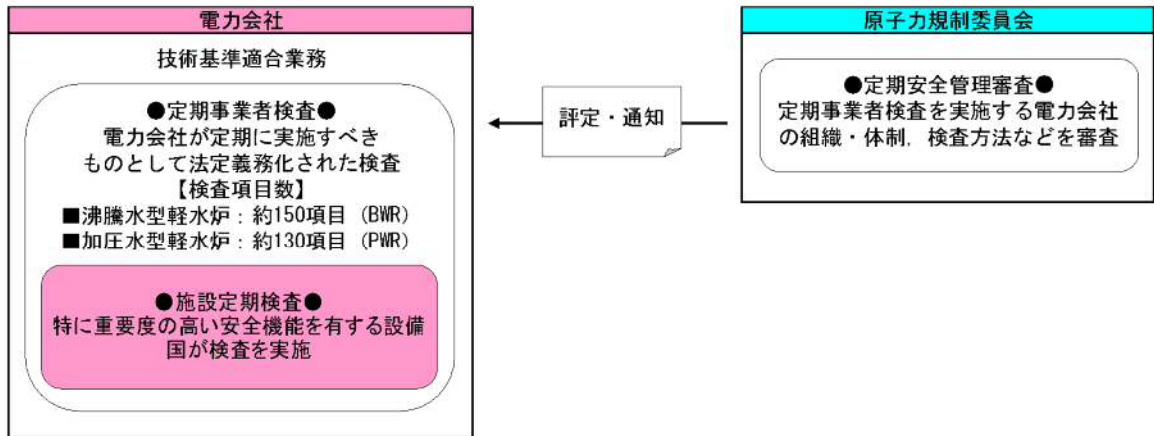 電力会社
技術基準適合業務
●定期事業者検査●
電力会社が定期に実施すべき
ものとして法定義務化された検査
【検査項目数】
■沸騰水型軽水炉：約150項目 (BWR)
■加圧水型軽水炉：約130項目 (PWR)
●施設定期検査●
特に重要度の高い安全機能を有する設備
国が検査を実施
評定・通知
原子力規制委員会
●定期安全管理審査●
定期事業者検査を実施する電力会社
の組織・体制，検査方法などを審査